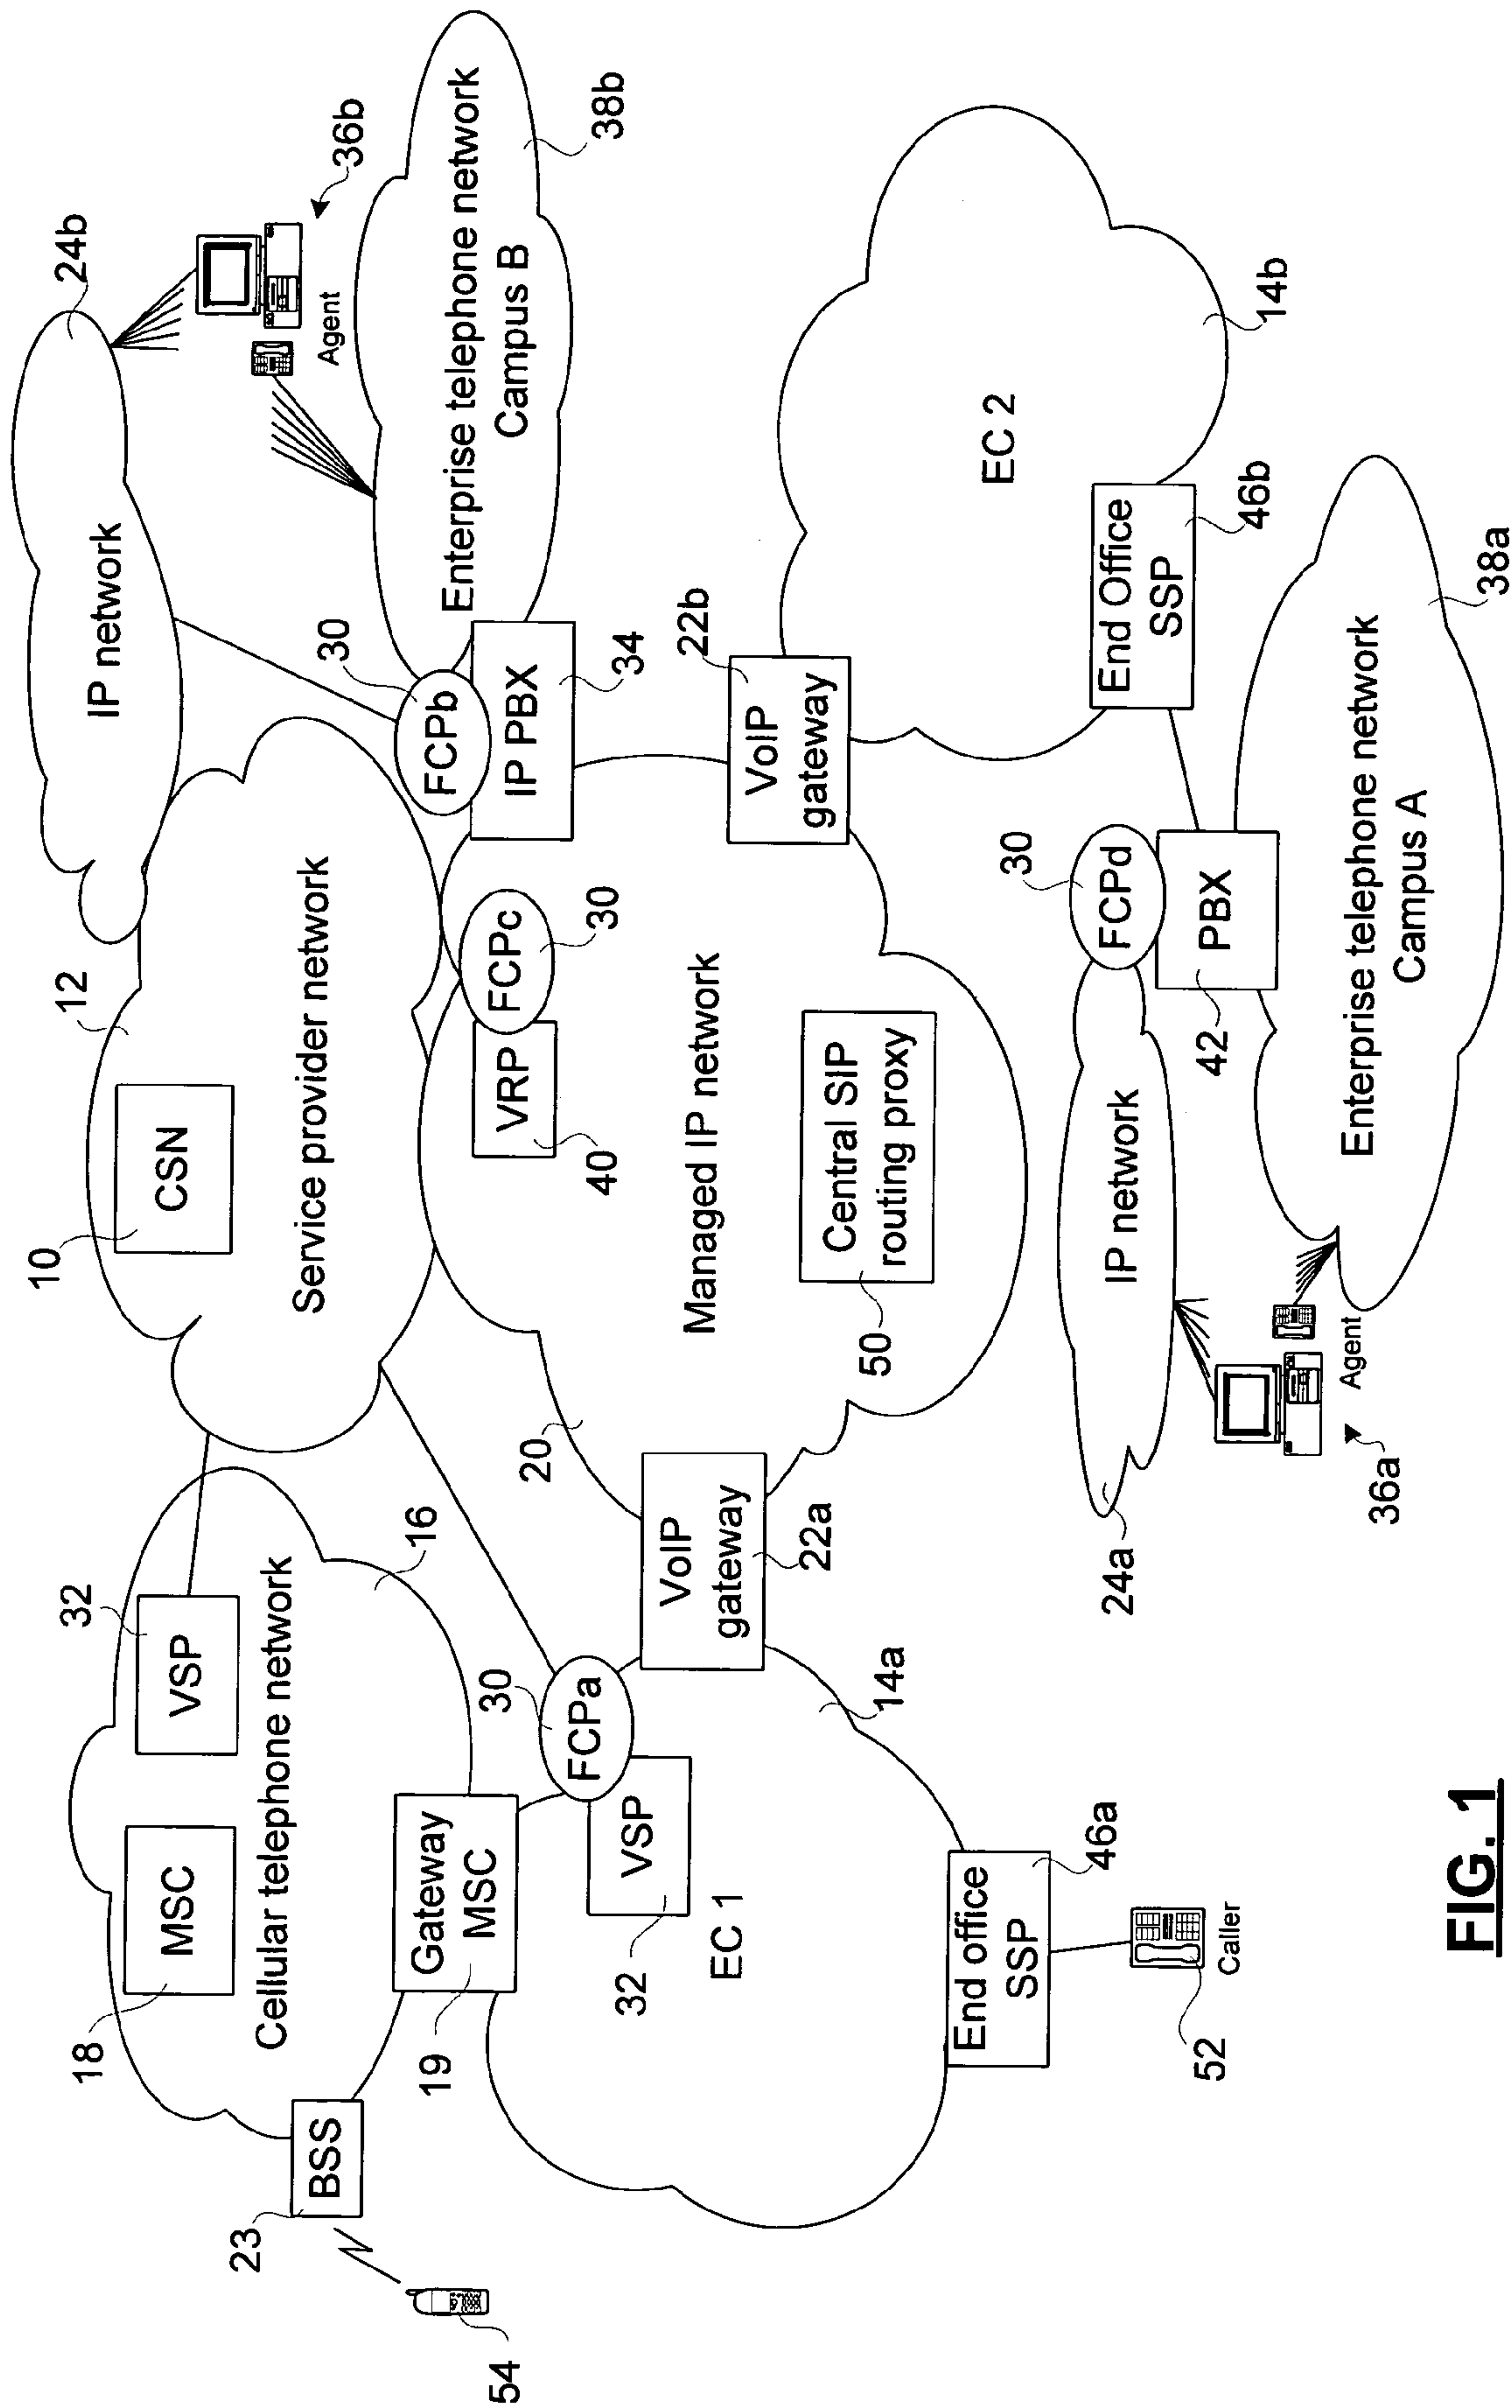 54
23
BSS
18
MSC
32
VSP
Cellular telephone network
16
19
Gateway
MSC
10
CSN
12
Service provider network
24b
IP network
36b
Agent
30
FCPb
IP PBX
34
Enterprise telephone network
Campus B
38b
30
FCPa
VSP
32
EC 1
14a
End office
SSP
46a
52
Caller
VoIP
gateway
22a
20
VRP
40
FCPc
30
Managed IP network
Central SIP
routing proxy
50
VoIP
gateway
22b
EC 2
14b
End Office
SSP
46b
30
FCPd
PBX
42
IP network
24a
36a
Agent
Enterprise telephone network
Campus A
38a
FIG. 1